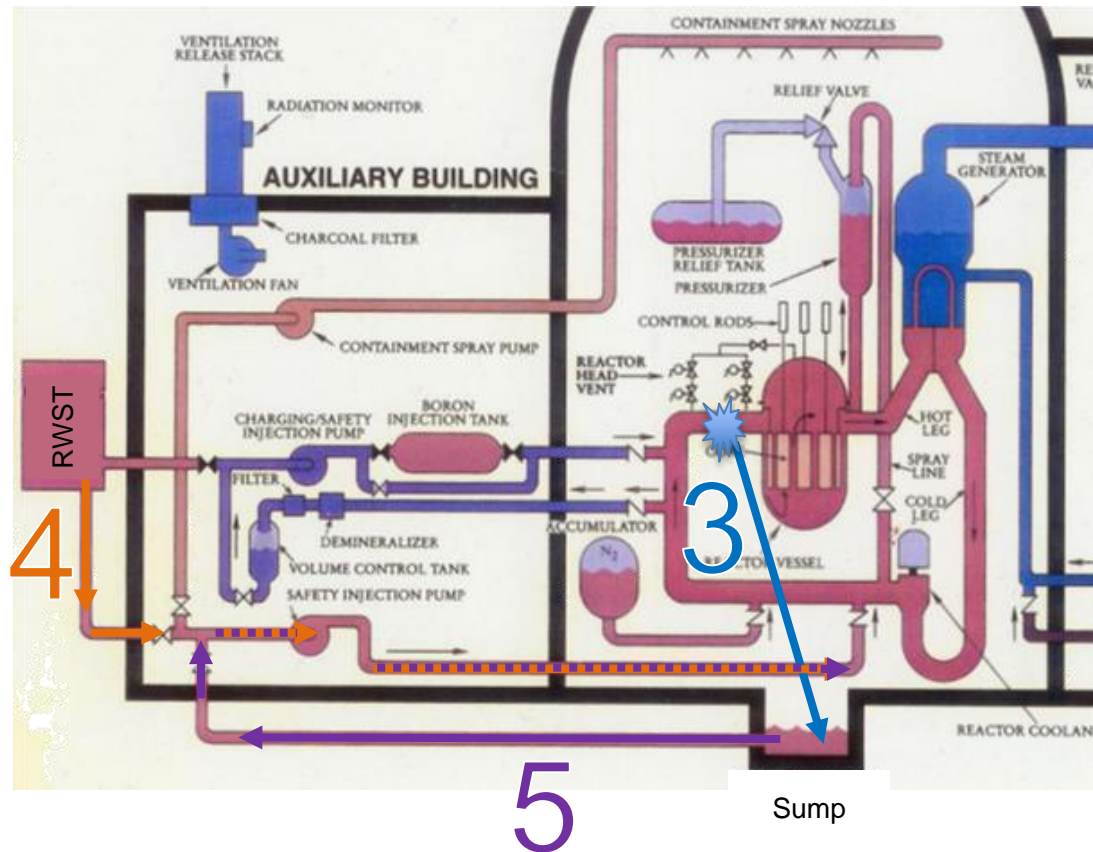 CONTAINMENT SPRAY NOZZLES
VENTILATION
RELEASE STACK
RADIATION MONITOR
RELIEF VALVE
AUXILIARY BUILDING
STEAM
GENERATOR
CHARCOAL FILTER
PRESSURIZER
RELIEF TANK
VENTILATION FAN
PRESSURIZER
CONTROL RODS
CONTAINMENT SPRAY PUMP
REACTOR
HEAD
VENT
RWST
CHARGING/SAFETY
INJECTION PUMP
BORON
INJECTION TANK
HOT
LEG
SPRAY
LINE
FILTER
COLD
LEG
3
4
ACCUMULATOR
DEMINERALIZER
N2
VESSEL
VOLUME CONTROL TANK
SAFETY INJECTION PUMP
REACTOR
5
Sump